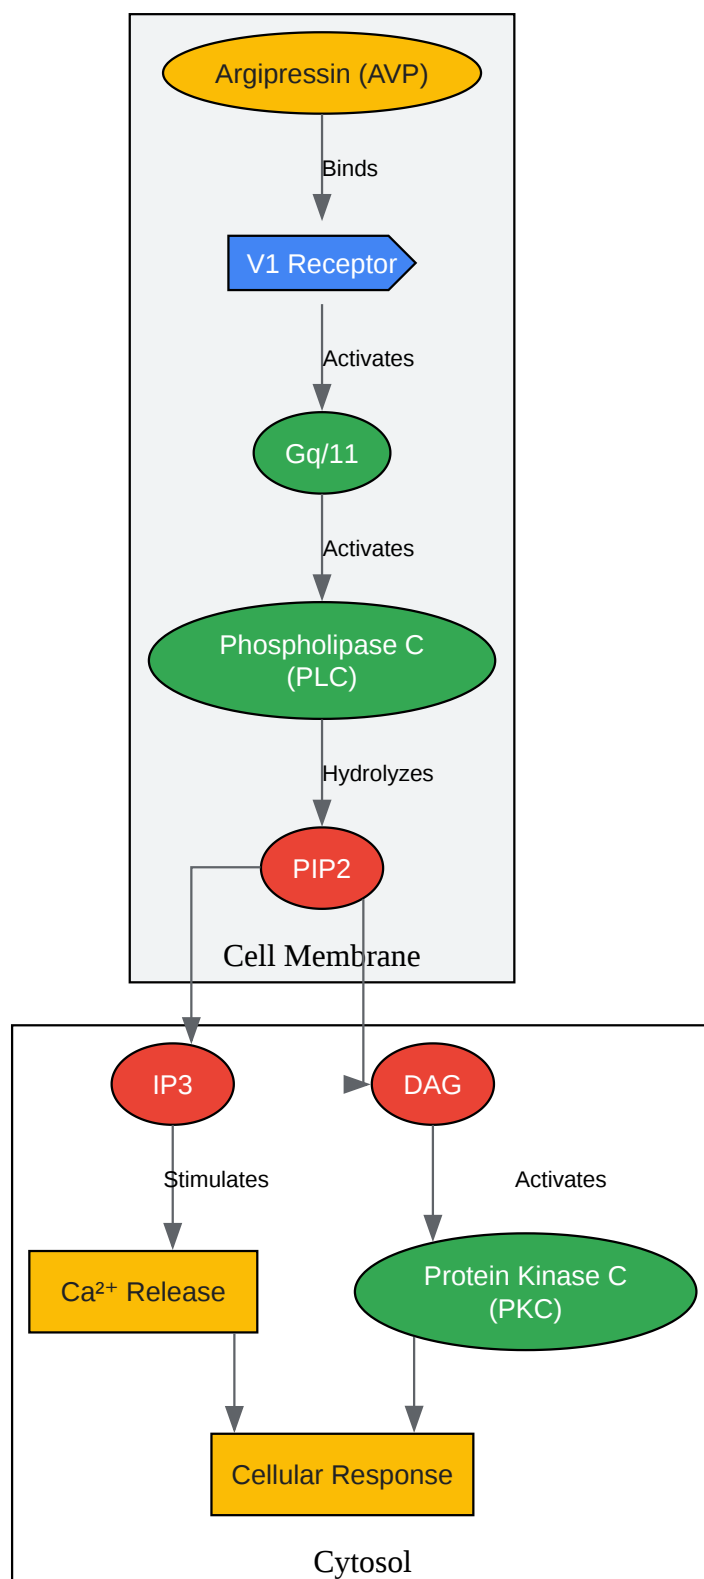 Argipressin (AVP)
Binds
V1 Receptor
Activates
Gq/11
Activates
Phospholipase C
(PLC)
Hydrolyzes
PIP2
Cell Membrane
IP3
DAG
Stimulates
Activates
Ca²⁺ Release
Protein Kinase C
(PKC)
Cellular Response
Cytosol